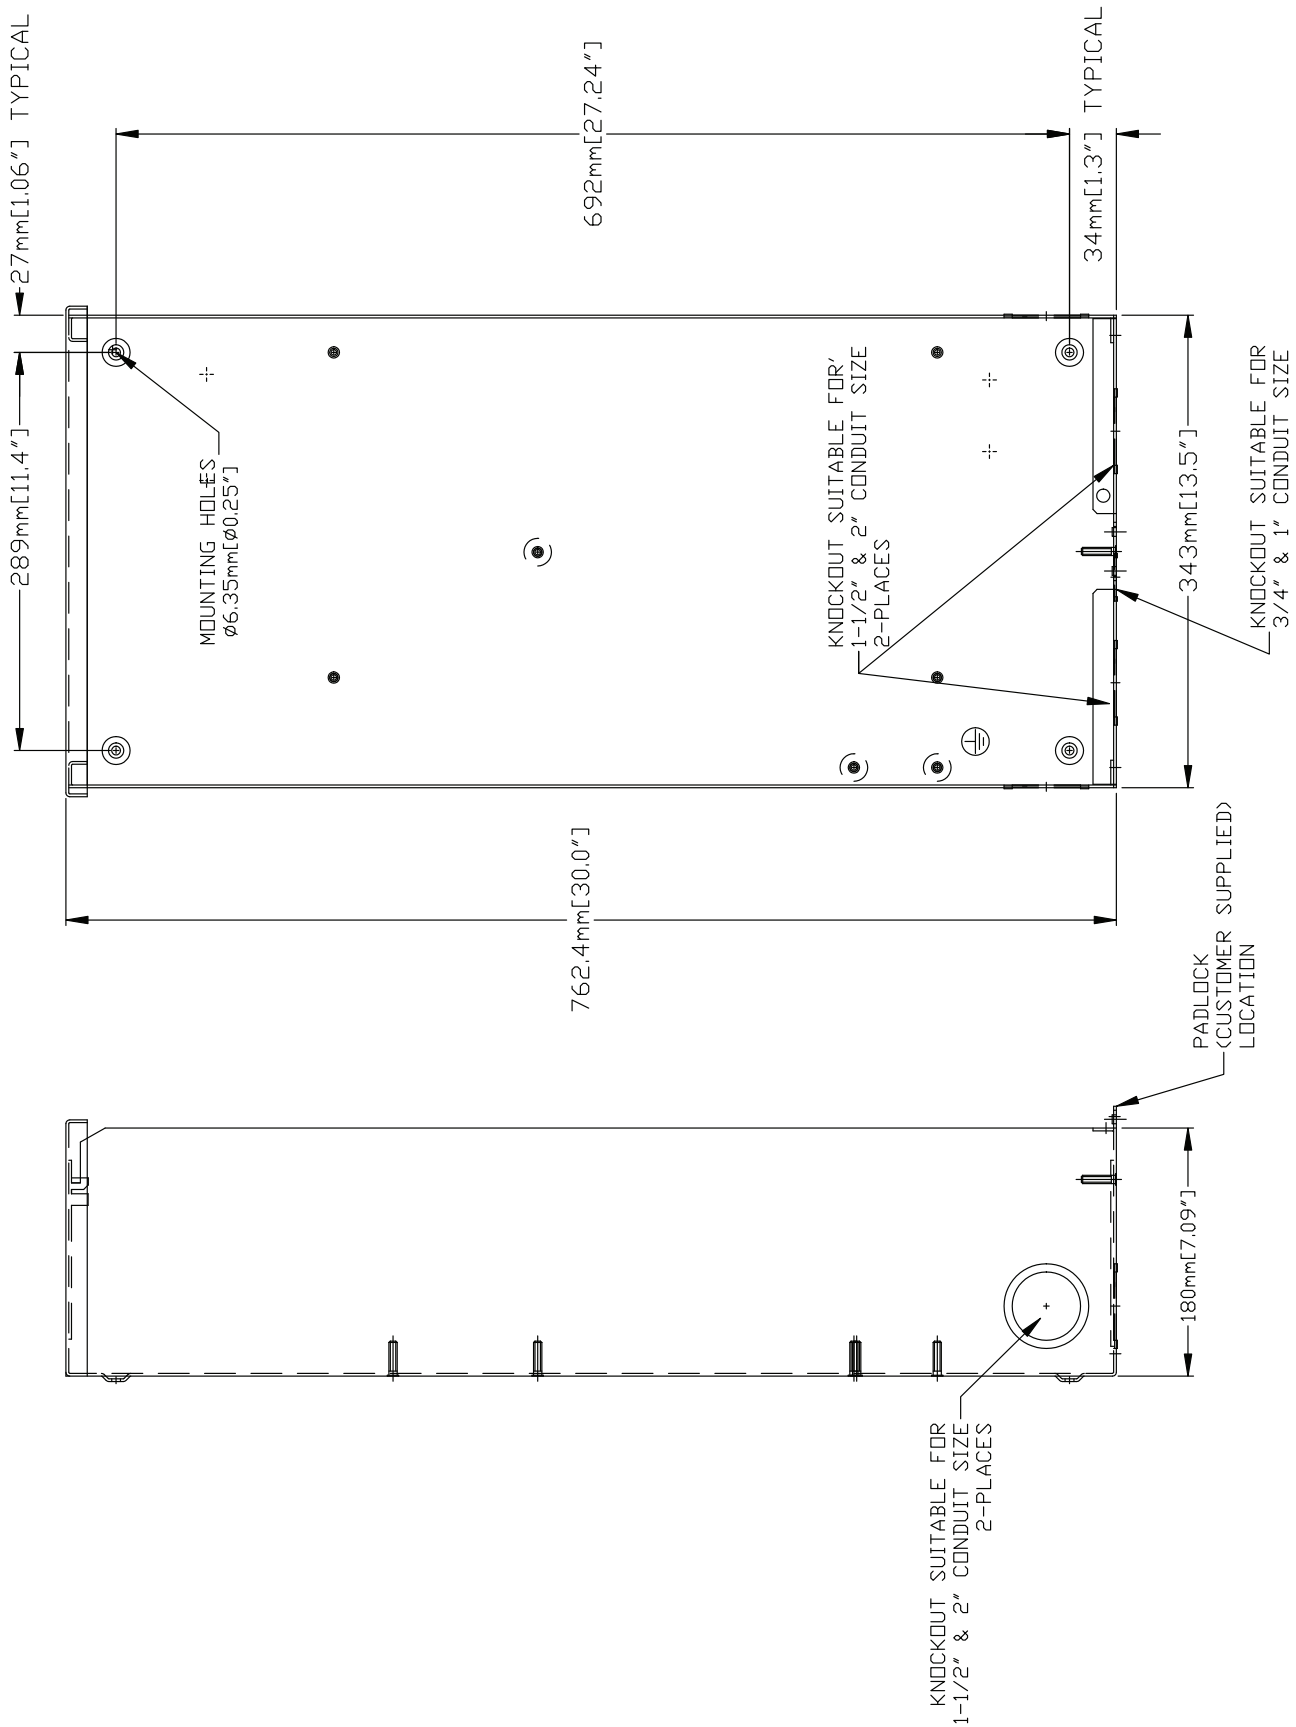 289mm[11.4"]
27mm[1.06"] TYPICAL
MOUNTING HOLES
ø6.35mm[ø0.25"]
692mm[27.24"]
34mm[1.3"] TYPICAL
KNOCKOUT SUITABLE FOR'
1-1/2" & 2" CONDUIT SIZE
2-PLACES
343mm[13.5"]
KNOCKOUT SUITABLE FOR
3/4" & 1" CONDUIT SIZE
762.4mm[30.0"]
PADLOCK
(CUSTOMER SUPPLIED)
LOCATION
180mm[7.09"]
KNOCKOUT SUITABLE FOR
1-1/2" & 2" CONDUIT SIZE
2-PLACES